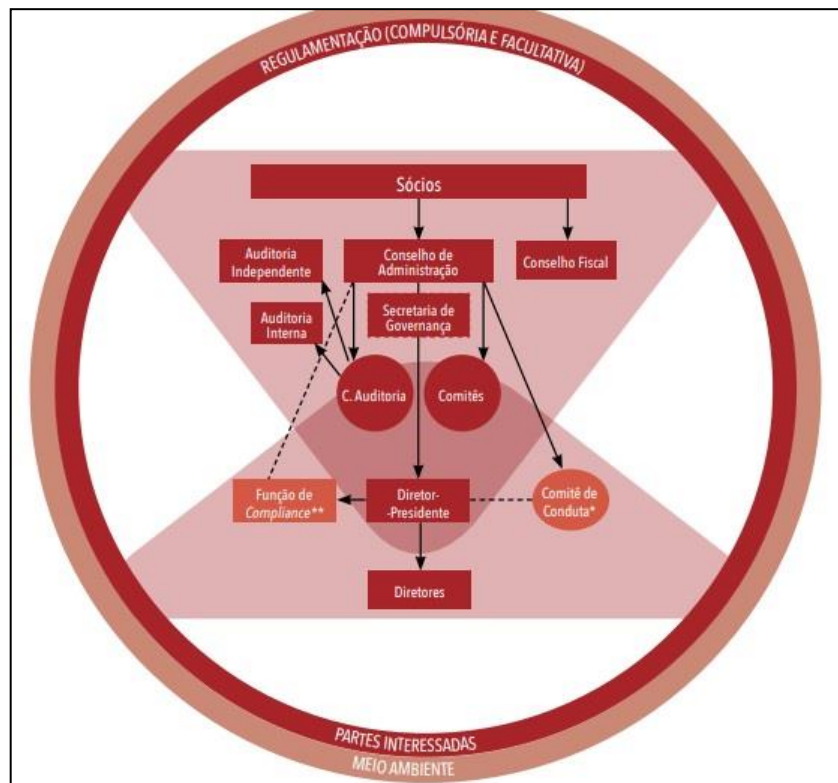 REGULAMENTAÇÃO (COMPULSÓRIA E FACULTATIVA)
Sócios
Auditoria
Independente
Conselho de
Administração
Conselho Fiscal
Auditoria
Interna
Secretaria de
Governança
C. Auditoria
Comitês
Função de
Compliance**
Diretor-
-Presidente
Comitê de
Conduta*
Diretores
PARTES INTERESSADAS
MEIO AMBIENTE